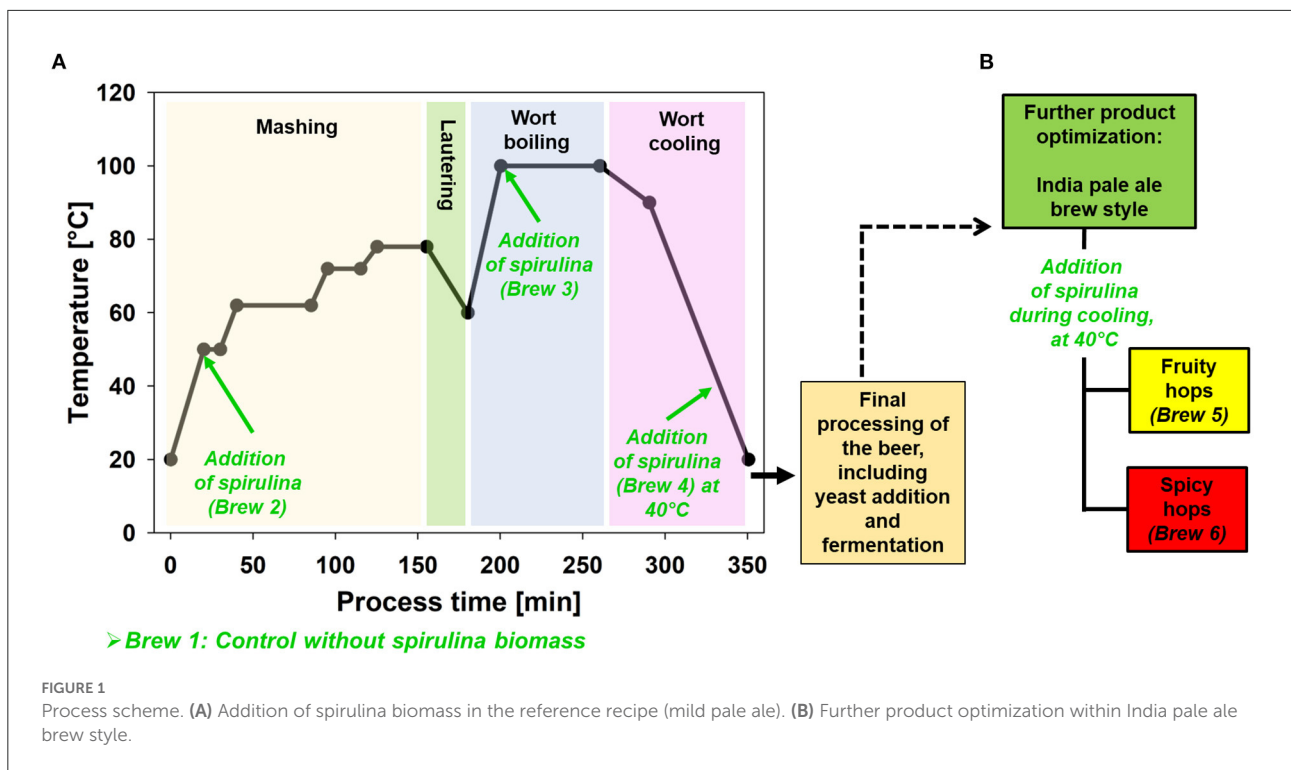 A
B
120
100
80
60
40
20
0
Temperature [°C]
Mashing
Lautering
Wort
boiling
Wort
cooling
Addition
of spirulina
(Brew 2)
Addition
of spirulina
(Brew 3)
Addition
of spirulina
(Brew 4) at
40°C
0 50 100 150 200 250 300 350
Process time [min]
➢ Brew 1: Control without spirulina biomass
Final
processing of
the beer,
including
yeast addition
and
fermentation
Further product
optimization:
India pale ale
brew style
Addition
of spirulina
during cooling,
at 40°C
Fruity
hops
(Brew 5)
Spicy
hops
(Brew 6)
FIGURE 1
Process scheme. (A) Addition of spirulina biomass in the reference recipe (mild pale ale). (B) Further product optimization within India pale ale
brew style.